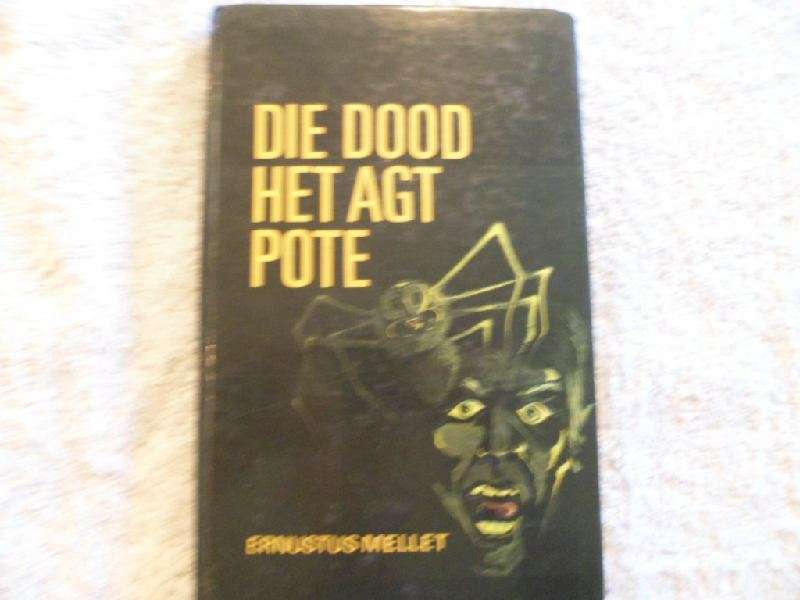 DIE DOOD
HET AGT
POTE
ERNUSTUS MELLET